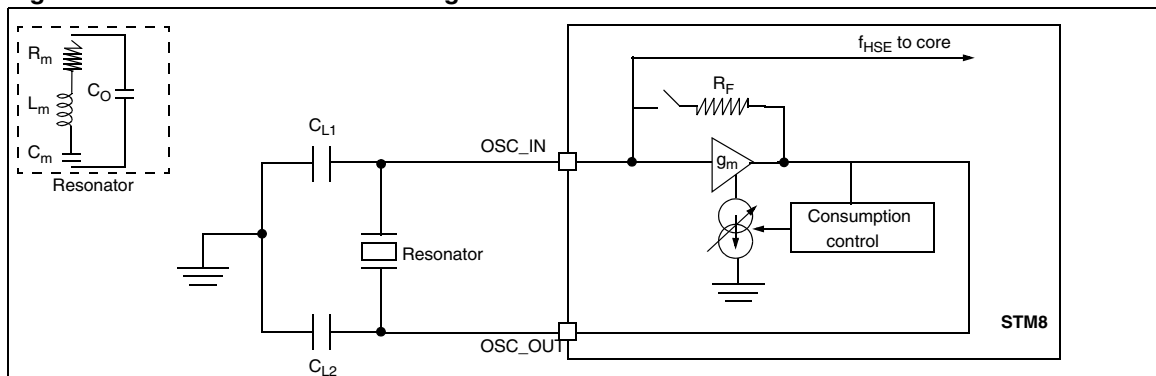 R_m
L_m
C_O
C_m
Resonator
C_L1
C_L2
Resonator
OSC_IN
OSC_OUT
f_HSE to core
R_F
g_m
Consumption
control
STM8